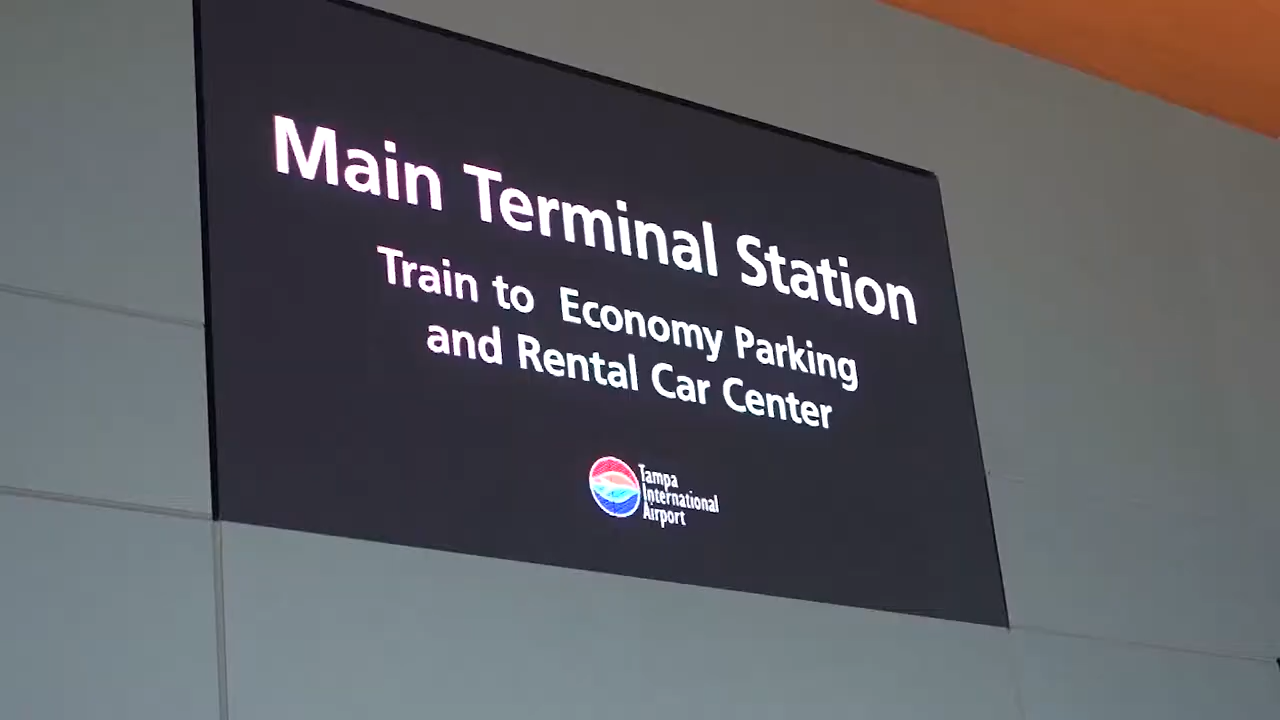 Main Terminal Station
Train to Economy Parking
and Rental Car Center
Tampa
International
Airport